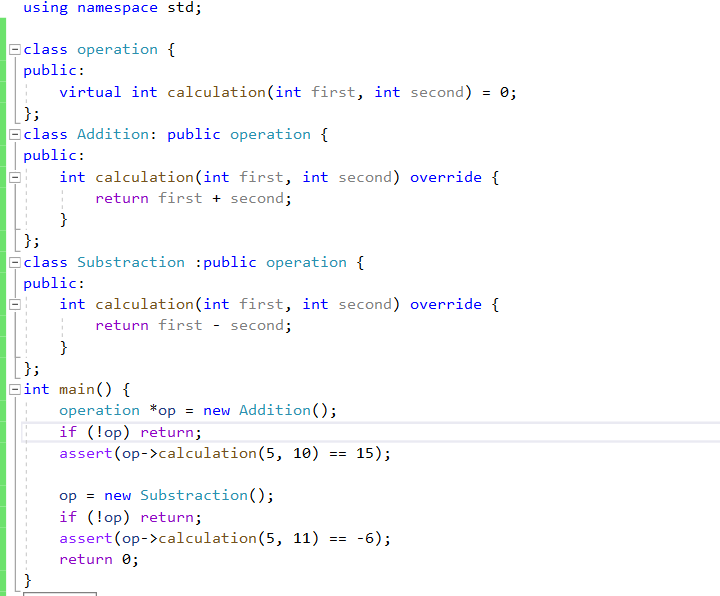 using namespace std;
class operation {
public:
    virtual int calculation(int first, int second) = 0;
};
class Addition: public operation {
public:
    int calculation(int first, int second) override {
        return first + second;
    }
};
class Substraction :public operation {
public:
    int calculation(int first, int second) override {
        return first - second;
    }
};
int main() {
    operation *op = new Addition();
    if (!op) return;
    assert(op->calculation(5, 10) == 15);
    op = new Substraction();
    if (!op) return;
    assert(op->calculation(5, 11) == -6);
    return 0;
}